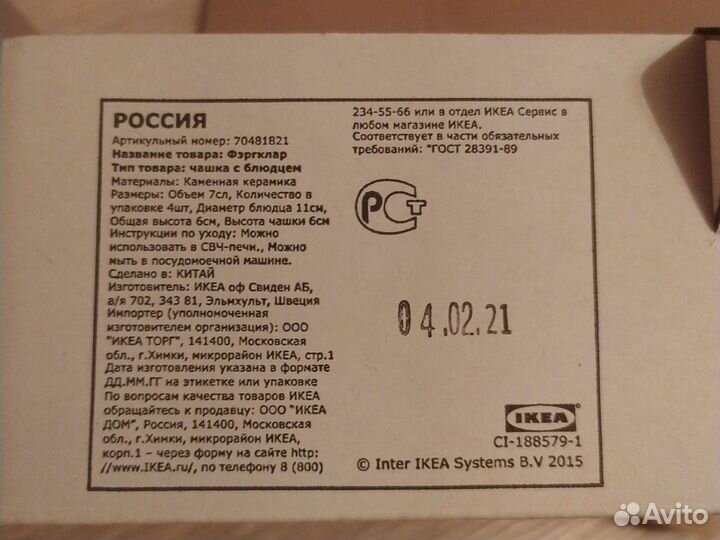 РОССИЯ
Артикульный номер: 70481821
Название товара: Фэргклар
Тип товара: чашка с блюдцем
Материалы: Каменная керамика
Размеры: Объем 7сл, Количество в
упаковке 4шт, Диаметр блюдца 11см,
Общая высота 6см, Высота чашки 6см
Инструкции по уходу: Можно
использовать в СВЧ-печи., Можно
мыть в посудомоечной машине.
Сделано в: КИТАЙ
Изготовитель: ИКЕА оф Свиден АБ,
а/я 702, 343 81, Эльмхульт, Швеция
Импортер (уполномоченная
изготовителем организация): ООО
"ИКЕА ТОРГ", 141400, Московская
обл., г.Химки, микрорайон ИКЕА, стр.1
Дата изготовления указана в формате
ДД.ММ.ГГ на этикетке или упаковке
По вопросам качества товаров ИКЕА
обращайтесь к продавцу: ООО "ИКЕА
ДОМ", Россия, 141400, Московская
обл., г.Химки, микрорайон ИКЕА,
корп.1 – через форму на сайте http:
//www.IKEA.ru/, по телефону 8 (800)
234-55-66 или в отдел ИКЕА Сервис в
любом магазине ИКЕА.
Соответствует в части обязательных
требований: "ГОСТ 28391-89
РСТ
04.02.21
IKEA
CI-188579-1
© Inter IKEA Systems B.V 2015
Avito